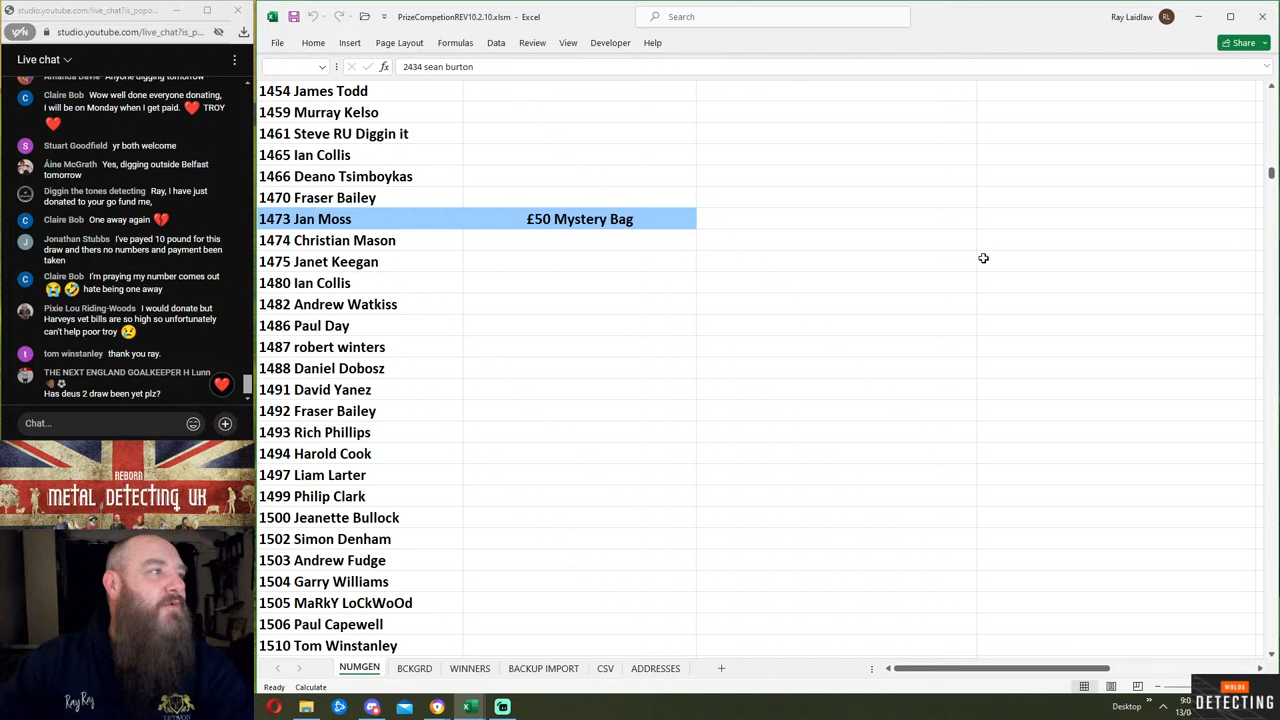 studio.youtube.com/live_chat?is_popo...
studio.youtube.com/live_chat?is_p...
Live chat
Amanda Davie Anyone digging tomorrow
Claire Bob Wow well done everyone donating,
I will be on Monday when I get paid. ❤️ TROY
❤️
Stuart Goodfield yr both welcome
Áine McGrath Yes, digging outside Belfast
tomorrow
Diggin the tones detecting Ray, I have just
donated to your go fund me,
Claire Bob One away again 💔
Jonathan Stubbs I've payed 10 pound for this
draw and thers no numbers and payment been
taken
Claire Bob I'm praying my number comes out
😭 🤣 hate being one away
Pixie Lou Riding-Woods I would donate but
Harveys vet bills are so high so unfortunately
can't help poor troy 😢
tom winstanley thank you ray.
THE NEXT ENGLAND GOALKEEPER H Lunn
Has deus 2 draw been yet plz?
Chat...
REBORN
METAL DETECTING UK
RayRay
PrizeCompetionREV10.2.10.xlsm - Excel
Search
Ray Laidlaw RL
File Home Insert Page Layout Formulas Data Review View Developer Help
Share
fx 2434 sean burton
1454 James Todd
1459 Murray Kelso
1461 Steve RU Diggin it
1465 Ian Collis
1466 Deano Tsimboykas
1470 Fraser Bailey
1473 Jan Moss £50 Mystery Bag
1474 Christian Mason
1475 Janet Keegan
1480 Ian Collis
1482 Andrew Watkiss
1486 Paul Day
1487 robert winters
1488 Daniel Dobosz
1491 David Yanez
1492 Fraser Bailey
1493 Rich Phillips
1494 Harold Cook
1497 Liam Larter
1499 Philip Clark
1500 Jeanette Bullock
1502 Simon Denham
1503 Andrew Fudge
1504 Garry Williams
1505 MaRkY LoCkWoOd
1506 Paul Capewell
1510 Tom Winstanley
NUMGEN BCKGRD WINNERS BACKUP IMPORT CSV ADDRESSES
Ready Calculate
Desktop
9:0
13/0
DETECTING